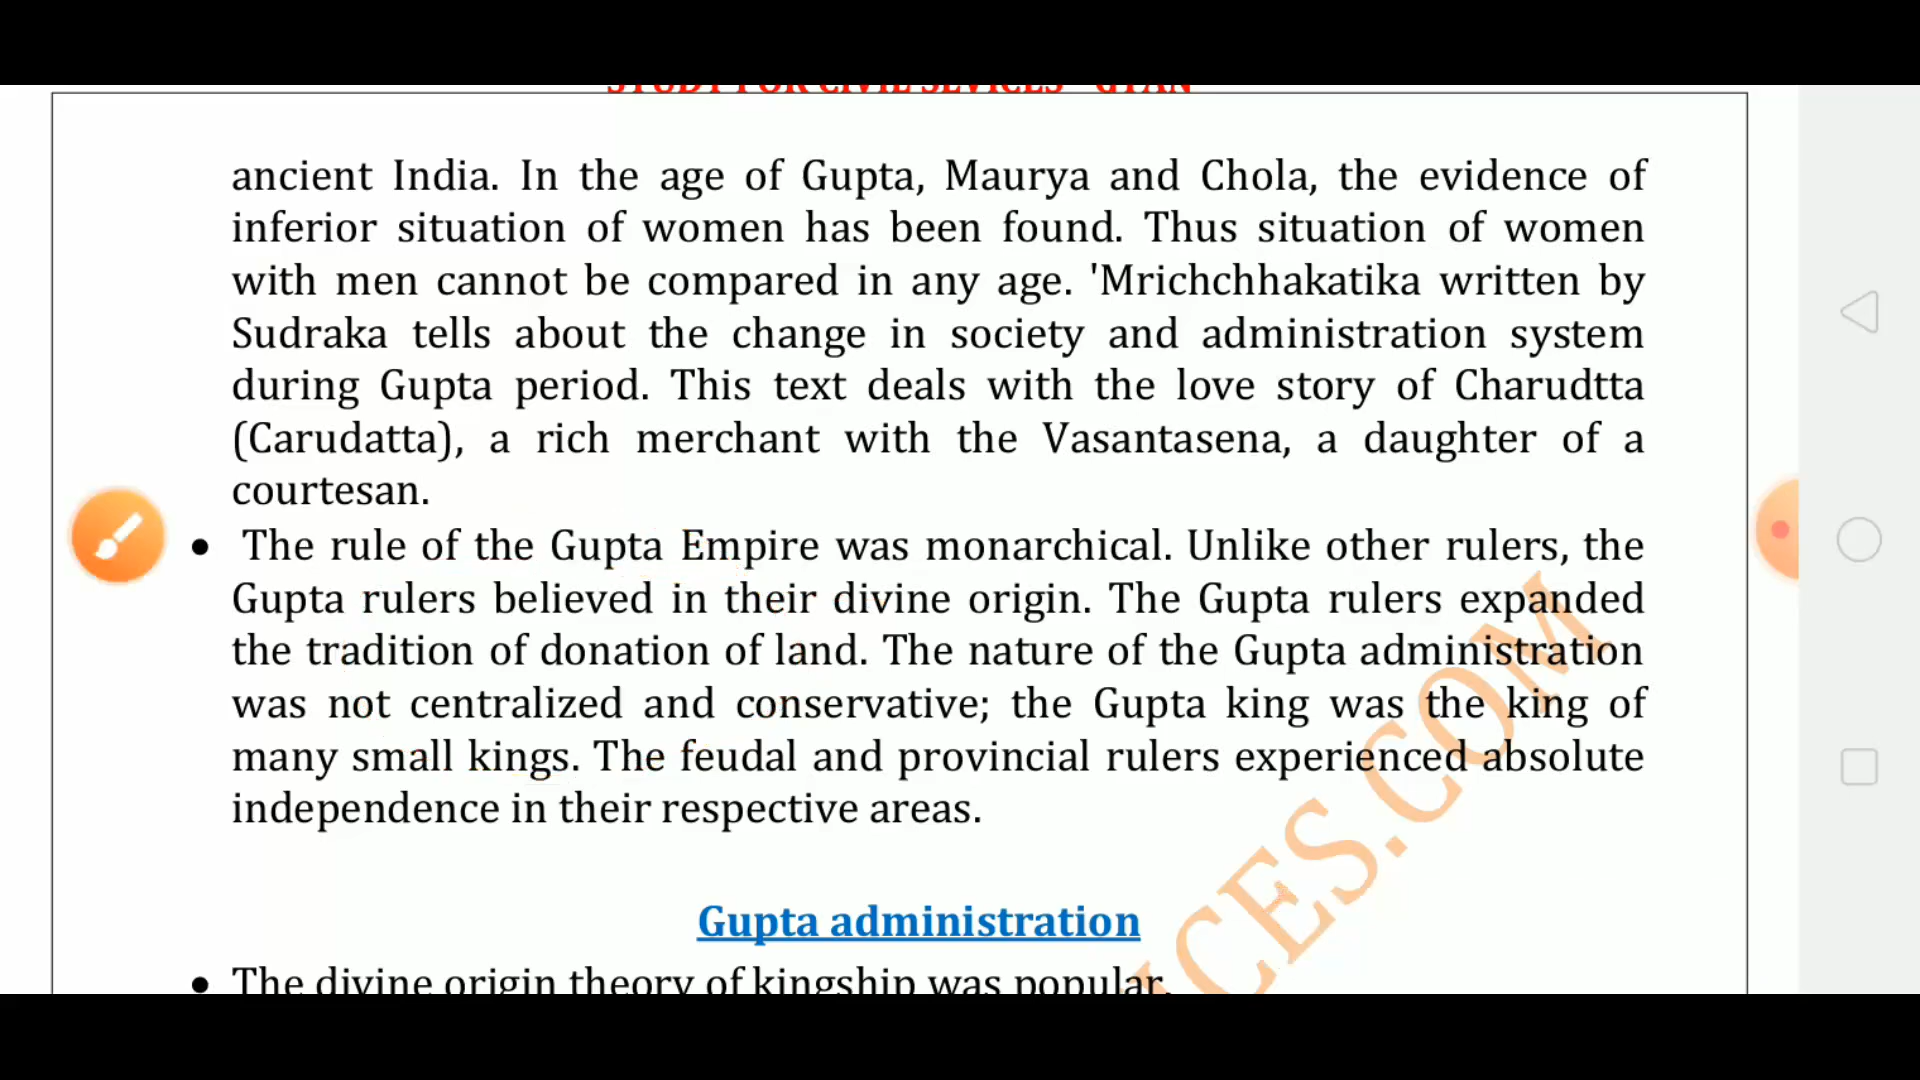 STUDY FOR CIVIL SEVICES - GYAN
ancient India. In the age of Gupta, Maurya and Chola, the evidence of
inferior situation of women has been found. Thus situation of women
with men cannot be compared in any age. 'Mrichchhakatika written by
Sudraka tells about the change in society and administration system
during Gupta period. This text deals with the love story of Charudtta
(Carudatta), a rich merchant with the Vasantasena, a daughter of a
courtesan.
• The rule of the Gupta Empire was monarchical. Unlike other rulers, the
Gupta rulers believed in their divine origin. The Gupta rulers expanded
the tradition of donation of land. The nature of the Gupta administration
was not centralized and conservative; the Gupta king was the king of
many small kings. The feudal and provincial rulers experienced absolute
independence in their respective areas.
Gupta administration
• The divine origin theory of kingship was popular.
ICES.COM